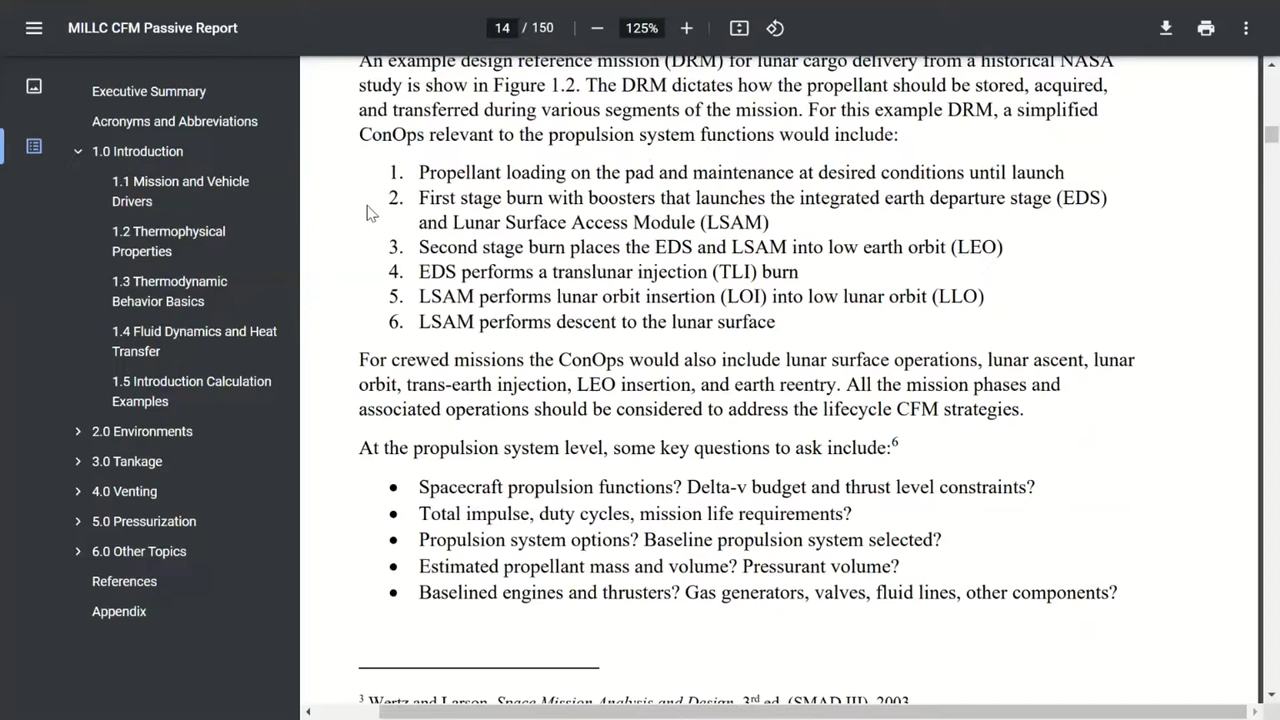 MILLC CFM Passive Report
14 / 150
125%
Executive Summary
Acronyms and Abbreviations
1.0 Introduction
1.1 Mission and Vehicle
Drivers
1.2 Thermophysical
Properties
1.3 Thermodynamic
Behavior Basics
1.4 Fluid Dynamics and Heat
Transfer
1.5 Introduction Calculation
Examples
2.0 Environments
3.0 Tankage
4.0 Venting
5.0 Pressurization
6.0 Other Topics
References
Appendix
An example design reference mission (DRM) for lunar cargo delivery from a historical NASA
study is show in Figure 1.2. The DRM dictates how the propellant should be stored, acquired,
and transferred during various segments of the mission. For this example DRM, a simplified
ConOps relevant to the propulsion system functions would include:
1. Propellant loading on the pad and maintenance at desired conditions until launch
2. First stage burn with boosters that launches the integrated earth departure stage (EDS)
and Lunar Surface Access Module (LSAM)
3. Second stage burn places the EDS and LSAM into low earth orbit (LEO)
4. EDS performs a translunar injection (TLI) burn
5. LSAM performs lunar orbit insertion (LOI) into low lunar orbit (LLO)
6. LSAM performs descent to the lunar surface
For crewed missions the ConOps would also include lunar surface operations, lunar ascent, lunar
orbit, trans-earth injection, LEO insertion, and earth reentry. All the mission phases and
associated operations should be considered to address the lifecycle CFM strategies.
At the propulsion system level, some key questions to ask include:6
• Spacecraft propulsion functions? Delta-v budget and thrust level constraints?
• Total impulse, duty cycles, mission life requirements?
• Propulsion system options? Baseline propulsion system selected?
• Estimated propellant mass and volume? Pressurant volume?
• Baselined engines and thrusters? Gas generators, valves, fluid lines, other components?
3 Wertz and Larson, Space Mission Analysis and Design, 3rd ed. (SMAD III), 2003